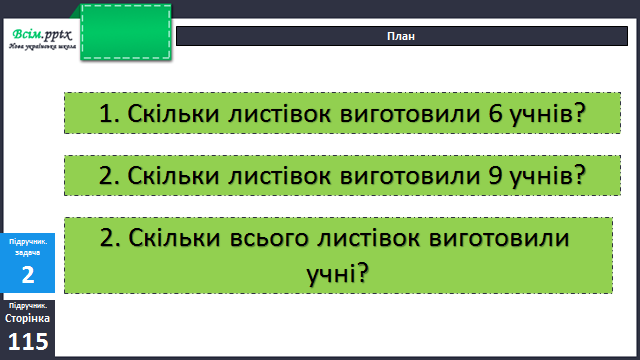 Всім.pptx
Нова українська школа
План
1. Скільки листівок виготовили 6 учнів?
2. Скільки листівок виготовили 9 учнів?
2. Скільки всього листівок виготовили
учні?
Підручник.
задача
2
Підручник.
Сторінка
115